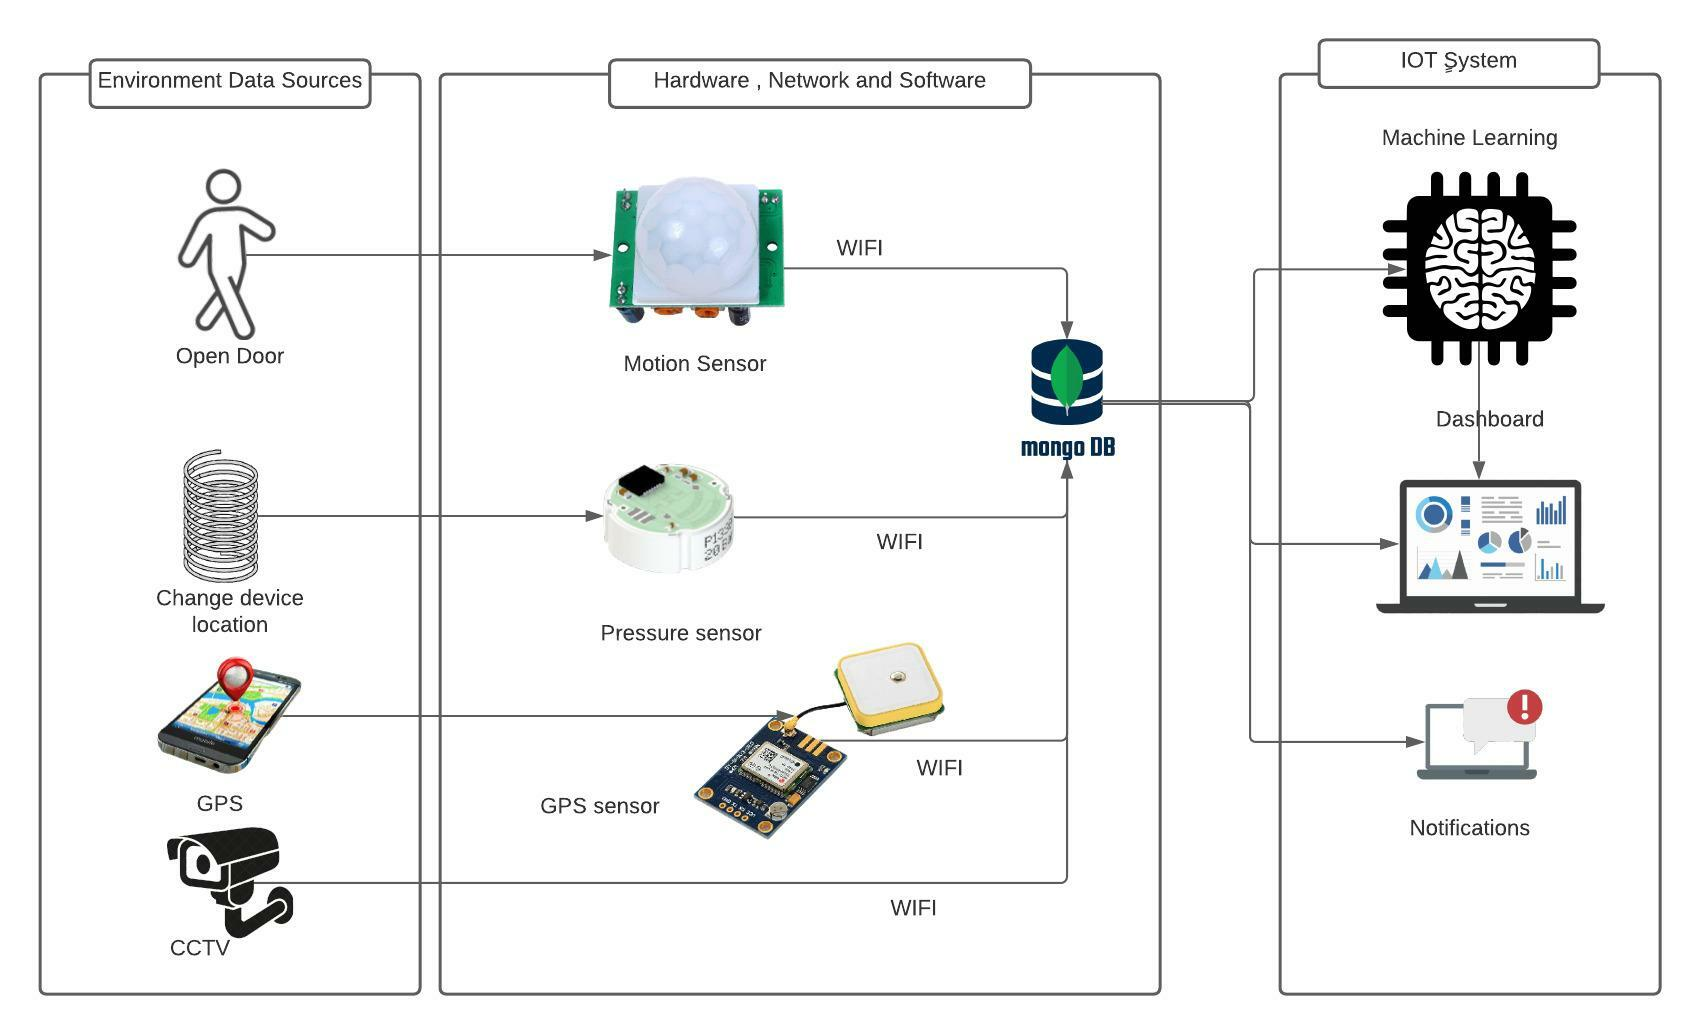 Environment Data Sources
Hardware , Network and Software
IOT System
Machine Learning
WIFI
Open Door
Motion Sensor
Dashboard
mongo DB
WIFI
Change device
location
Pressure sensor
GPS
GPS sensor
WIFI
Notifications
WIFI
CCTV